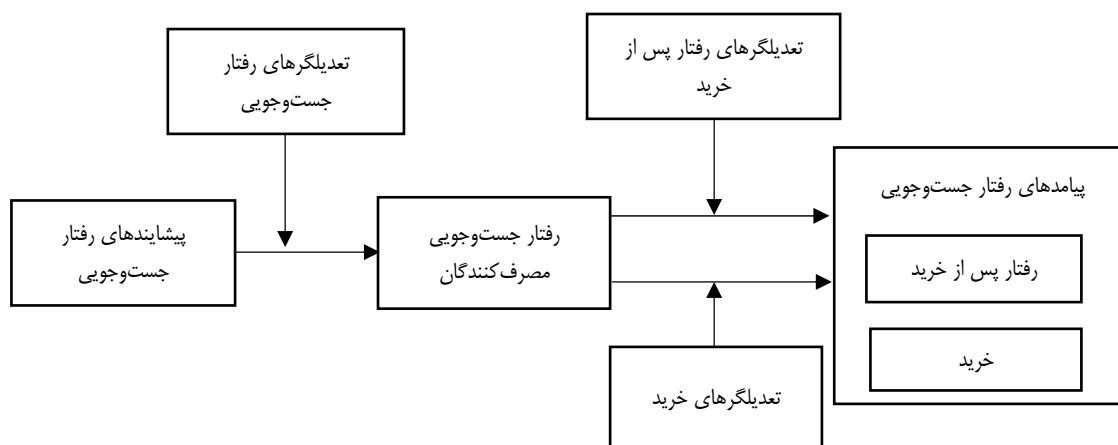 تعدیلگرهای رفتار
جست‌وجویی
تعدیلگرهای رفتار پس از
خرید
پیشایندهای رفتار
جست‌وجویی
رفتار جست‌وجویی
مصرف‌کنندگان
پیامدهای رفتار جست‌وجویی
رفتار پس از خرید
خرید
تعدیلگرهای خرید